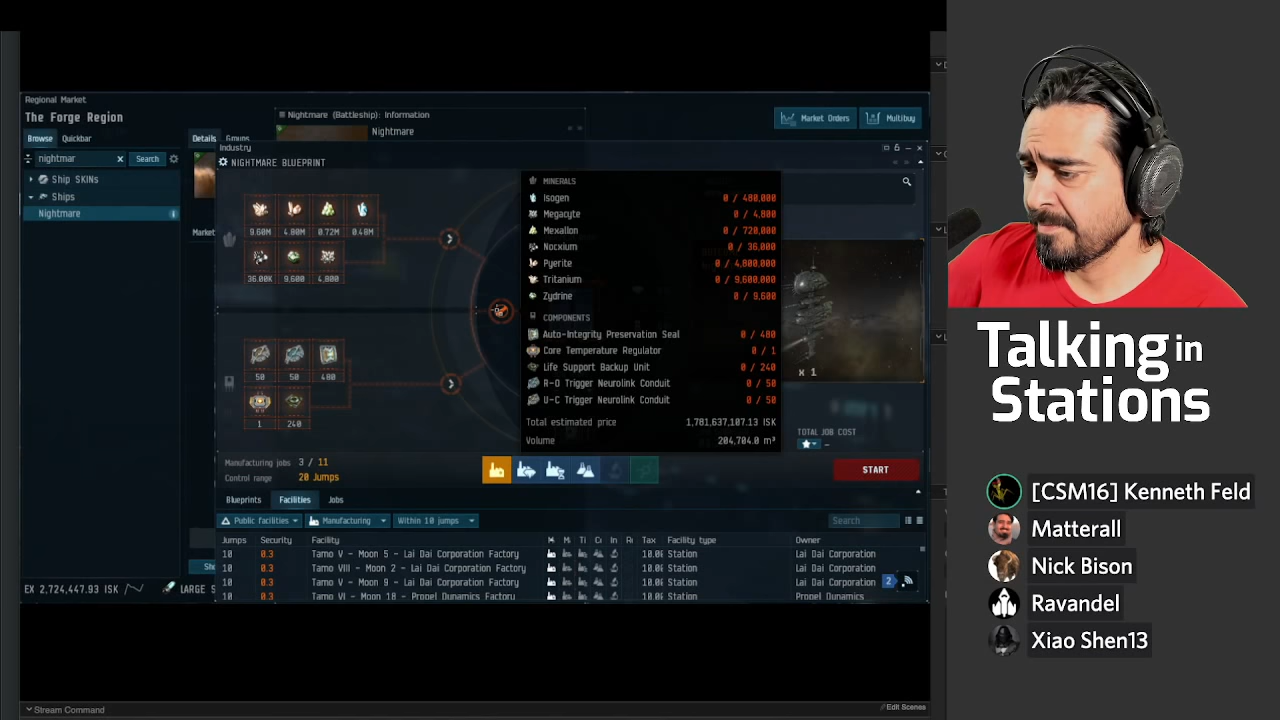 Regional Market
The Forge Region
Browse
Quickbar
nightmar
Search
Ship SKINs
Ships
Nightmare
Details
Groups
Market
Nightmare (Battleship): Information
Nightmare
Market Orders
Multibuy
Industry
NIGHTMARE BLUEPRINT
9.60M
4.80M
0.72M
0.48M
36.00K
9,600
4,800
50
50
480
1
240
MINERALS
Isogen 0 / 480,000
Megacyte 0 / 4,800
Mexallon 0 / 720,000
Nocxium 0 / 36,000
Pyerite 0 / 4,800,000
Tritanium 0 / 9,600,000
Zydrine 0 / 9,600
COMPONENTS
Auto-Integrity Preservation Seal 0 / 480
Core Temperature Regulator 0 / 1
Life Support Backup Unit 0 / 240
R-O Trigger Neurolink Conduit 0 / 50
U-C Trigger Neurolink Conduit 0 / 50
Total estimated price 1,781,637,107.13 ISK
Volume 204,704.0 m³
x 1
TOTAL JOB COST
Manufacturing jobs 3 / 11
Control range 20 Jumps
START
Blueprints
Facilities
Jobs
Public facilities
Manufacturing
Within 10 jumps
Search
Jumps Security Facility Tax Facility type Owner
10 0.3 Tamo V - Moon 5 - Lai Dai Corporation Factory Station Lai Dai Corporation
10 0.3 Tamo VIII - Moon 2 - Lai Dai Corporation Factory Station Lai Dai Corporation
10 0.3 Tamo V - Moon 9 - Lai Dai Corporation Factory Station Lai Dai Corporation
10 0.3 Tamo VI - Moon 18 - Propel Dynamics Factory Station Propel Dynamics
2
EX 2,724,447.93 ISK
LARGE S
Stream Command
Edit Scenes
Talking in
Stations
[CSM16] Kenneth Feld
Matterall
Nick Bison
Ravandel
Xiao Shen13